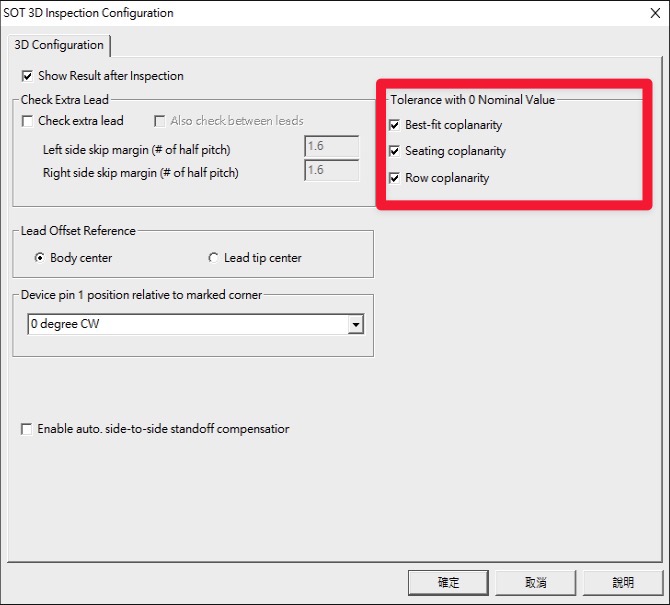 SOT 3D Inspection Configuration
3D Configuration
Show Result after Inspection
Check Extra Lead
Check extra lead
Also check between leads
Left side skip margin (# of half pitch)
1.6
Right side skip margin (# of half pitch)
1.6
Tolerance with 0 Nominal Value
Best-fit coplanarity
Seating coplanarity
Row coplanarity
Lead Offset Reference
Body center
Lead tip center
Device pin 1 position relative to marked corner
0 degree CW
Enable auto. side-to-side standoff compensatior
確定
取消
說明